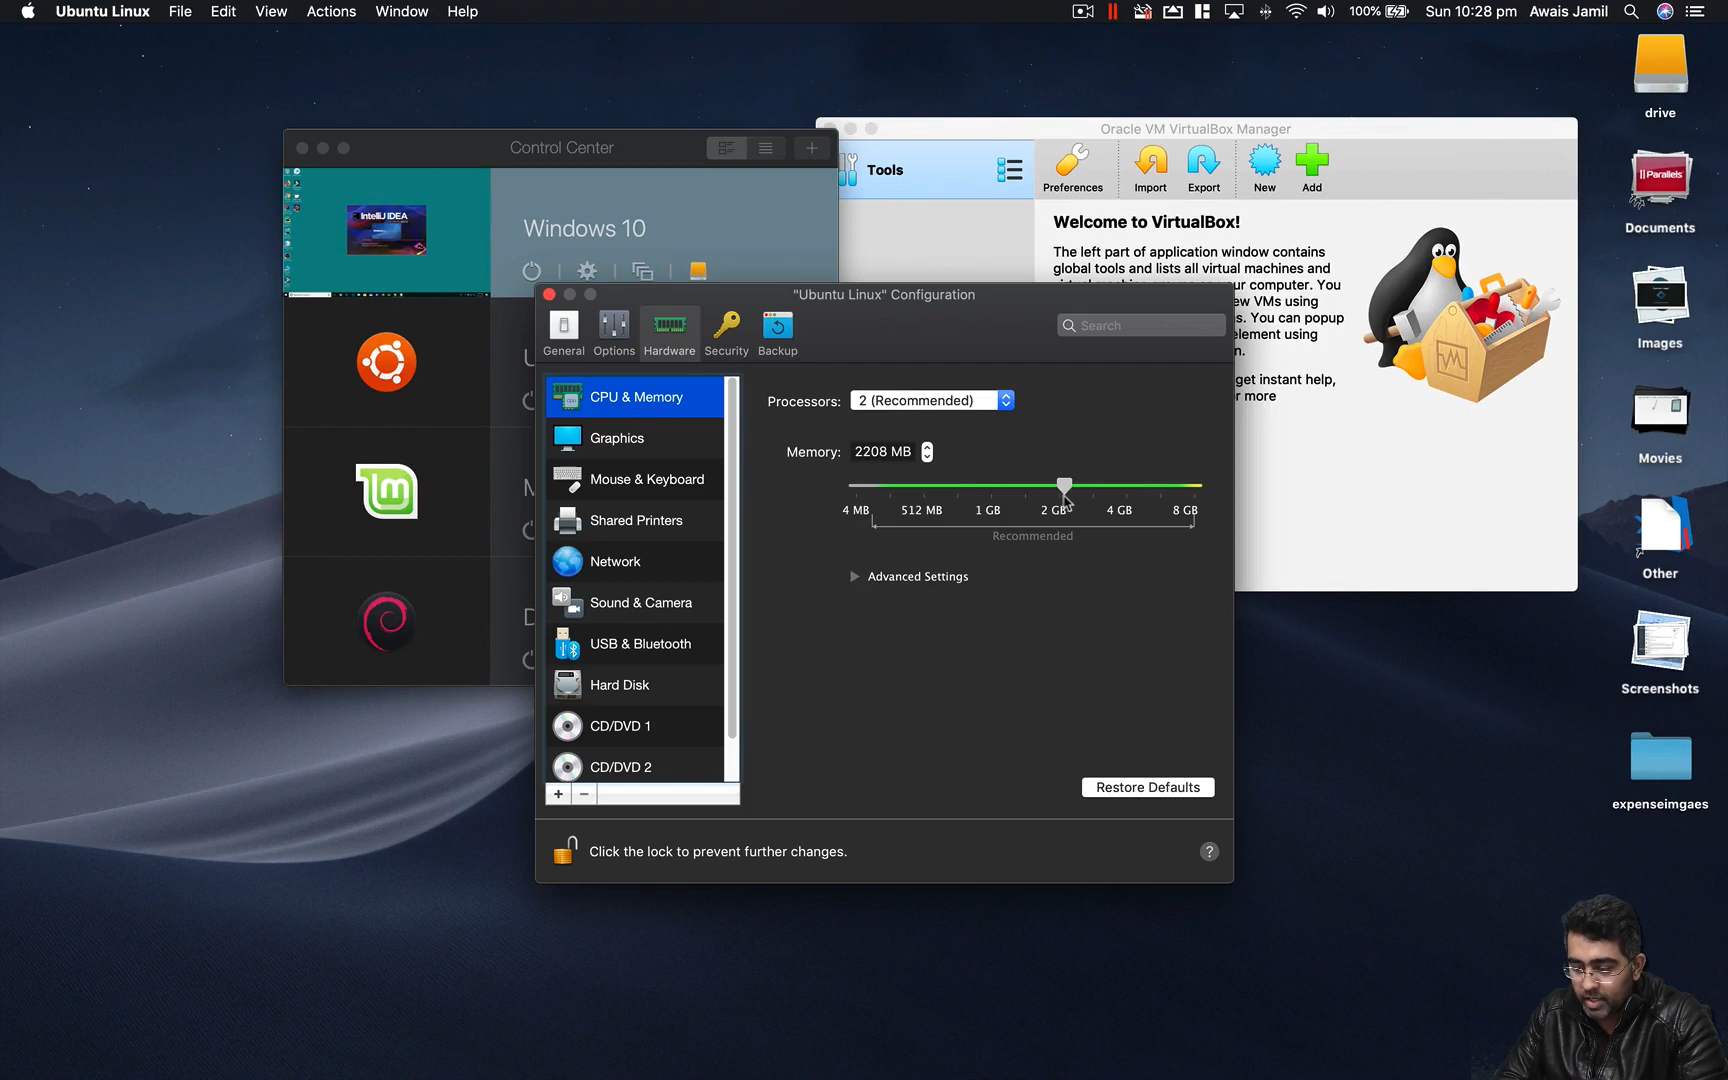 Ubuntu Linux File Edit View Actions Window Help
100% Sun 10:28 pm Awais Jamil
drive
Parallels
Documents
Images
Movies
Other
Screenshots
expenseimgaes
Control Center
IntelliJ IDEA
Windows 10
U
M
D
Oracle VM VirtualBox Manager
Tools
Preferences Import Export New Add
Welcome to VirtualBox!
The left part of application window contains
global tools and lists all virtual machines and
computer. You
ew VMs using
s. You can popup
element using
n.
get instant help,
or more
"Ubuntu Linux" Configuration
General Options Hardware Security Backup
Search
CPU & Memory
Graphics
Mouse & Keyboard
Shared Printers
Network
Sound & Camera
USB & Bluetooth
Hard Disk
CD/DVD 1
CD/DVD 2
+ −
Processors: 2 (Recommended)
Memory: 2208 MB
4 MB 512 MB 1 GB 2 GB 4 GB 8 GB
Recommended
Advanced Settings
Restore Defaults
Click the lock to prevent further changes.
?